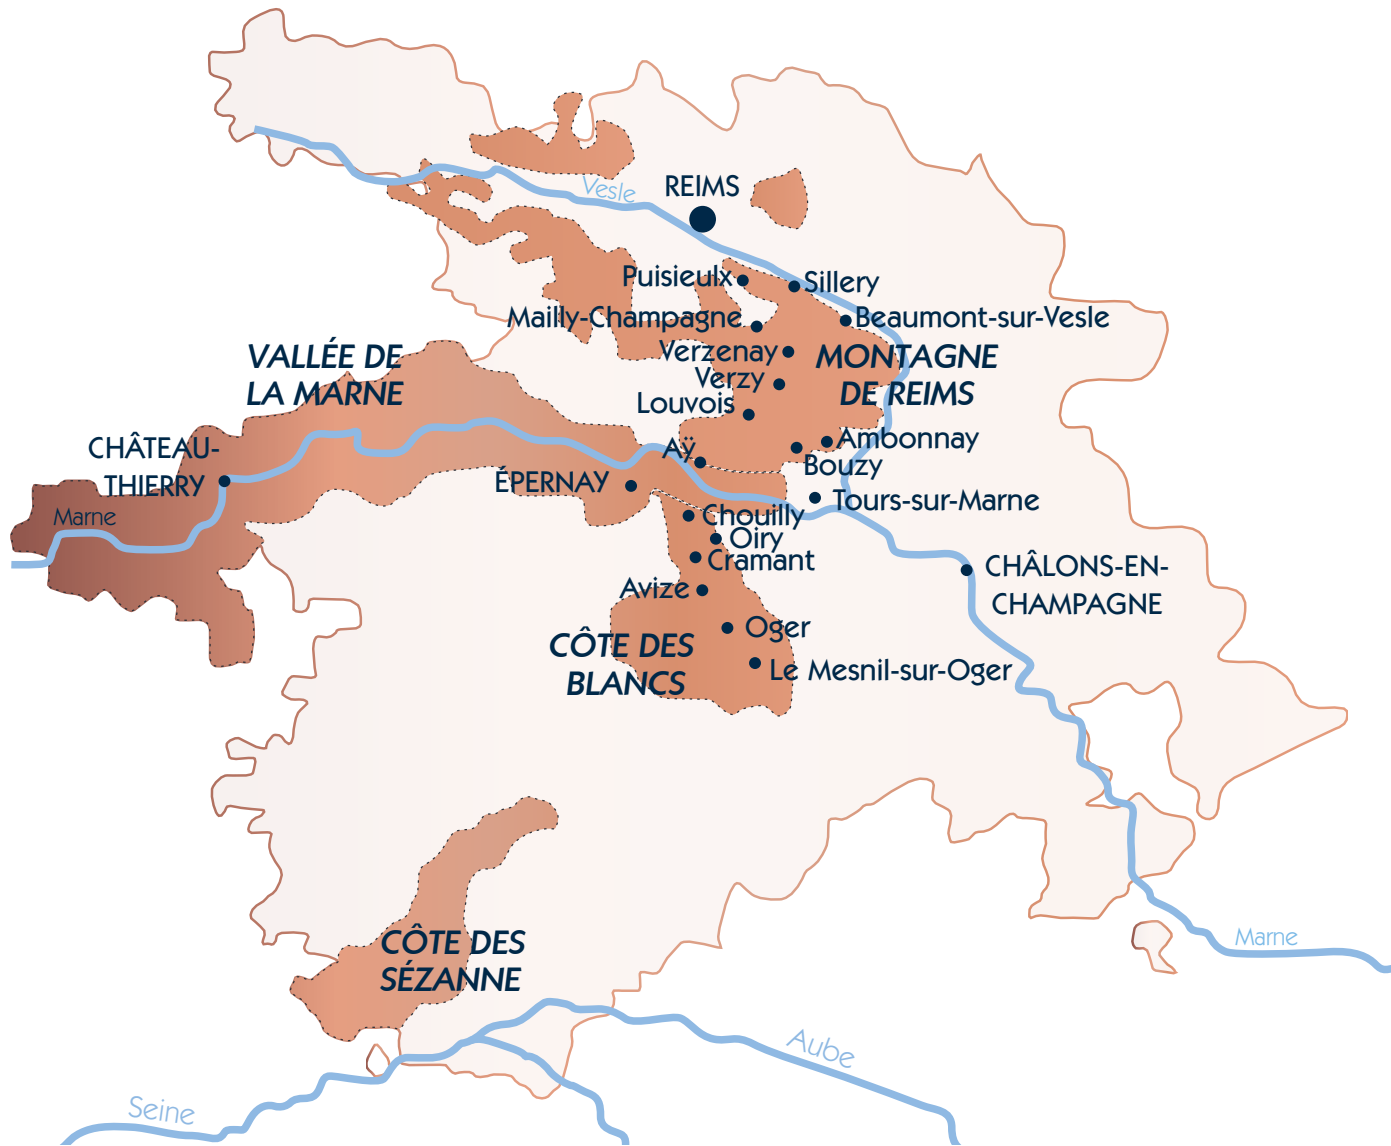 Vesle
REIMS
Puisieulx
Sillery
Mailly-Champagne
Beaumont-sur-Vesle
VALLÉE DE
LA MARNE
Verzenay
MONTAGNE
DE REIMS
Verzy
Louvois
CHÂTEAU-
THIERRY
Aÿ
Ambonnay
Bouzy
ÉPERNAY
Tours-sur-Marne
Marne
Chouilly
Oiry
Cramant
CHÂLONS-EN-
CHAMPAGNE
Avize
Oger
CÔTE DES
BLANCS
Le Mesnil-sur-Oger
CÔTE DES
SÉZANNE
Marne
Aube
Seine